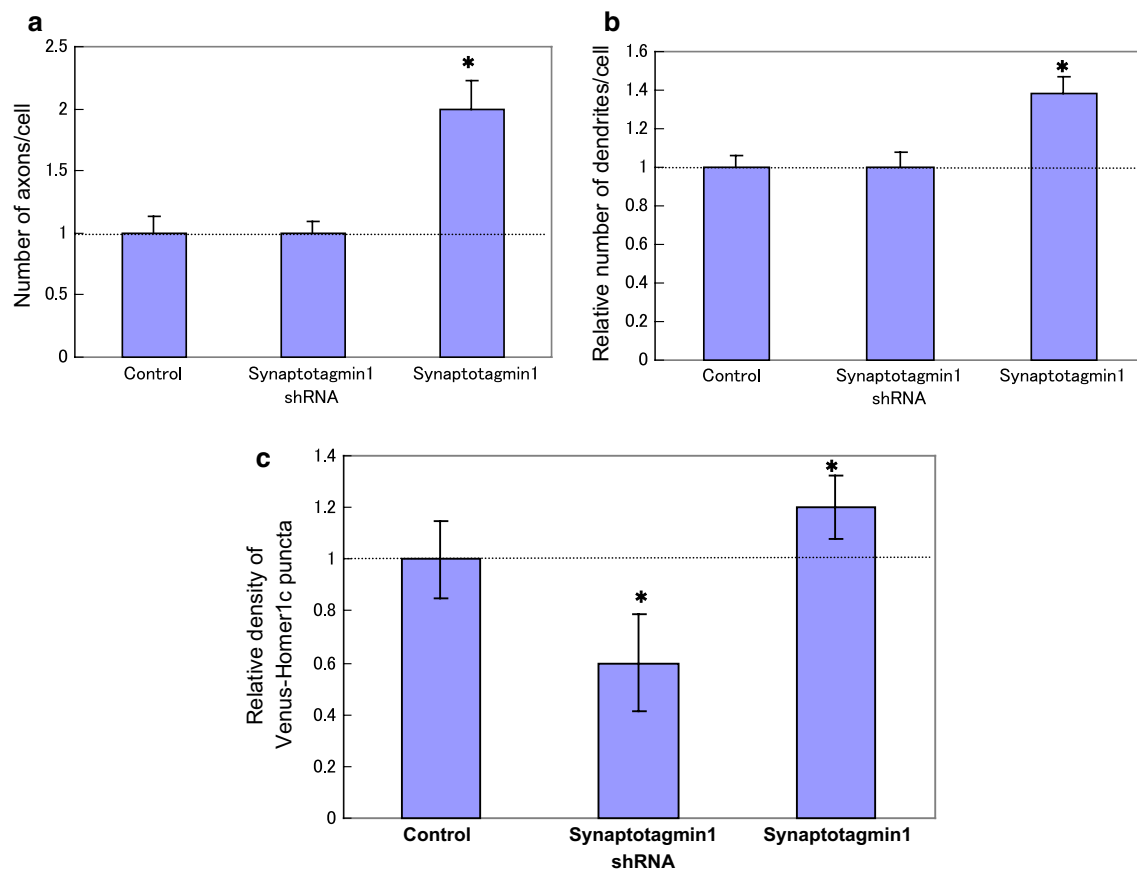 a
2.5
2
1.5
1
0.5
0
Number of axons/cell
*
Control
Synaptotagmin1
shRNA
Synaptotagmin1
b
1.6
1.4
1.2
1
0.8
0.6
0.4
0.2
0
Relative number of dendrites/cell
*
Control
Synaptotagmin1
shRNA
Synaptotagmin1
c
1.4
1.2
1
0.8
0.6
0.4
0.2
0
Relative density of
Venus-Homer1c puncta
*
*
Control
Synaptotagmin1
shRNA
Synaptotagmin1